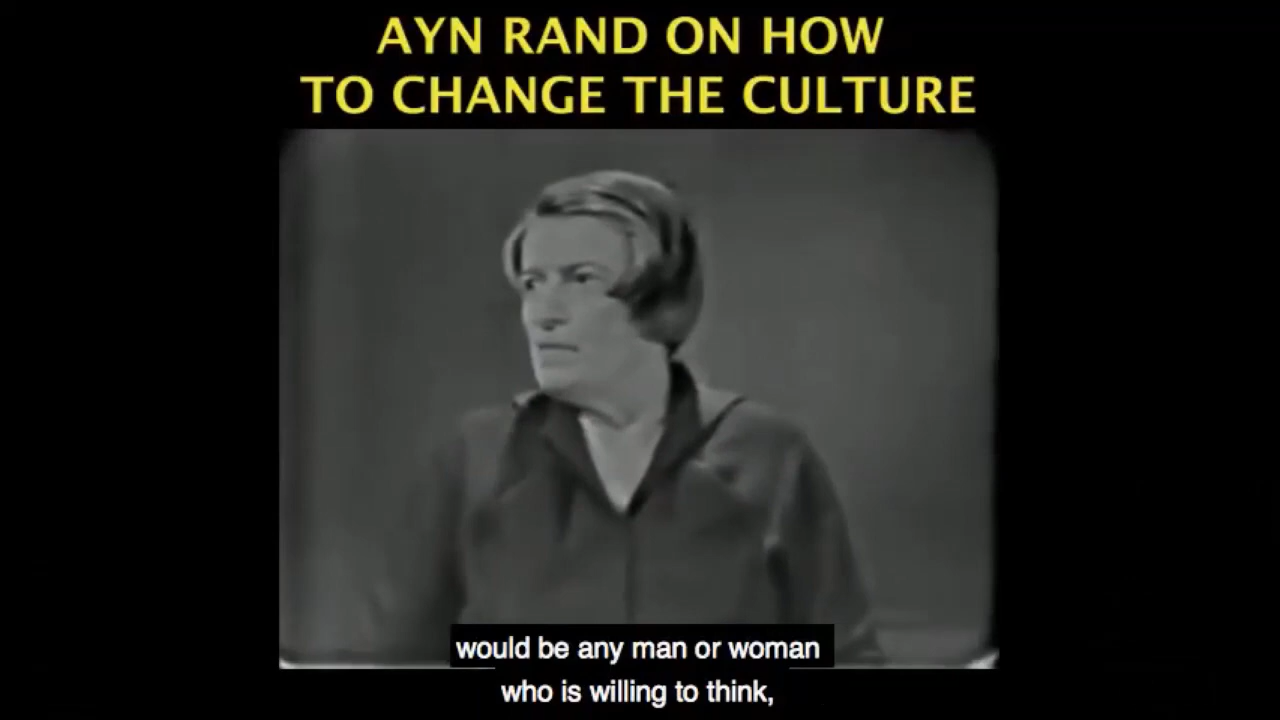 AYN RAND ON HOW
TO CHANGE THE CULTURE
would be any man or woman
who is willing to think,